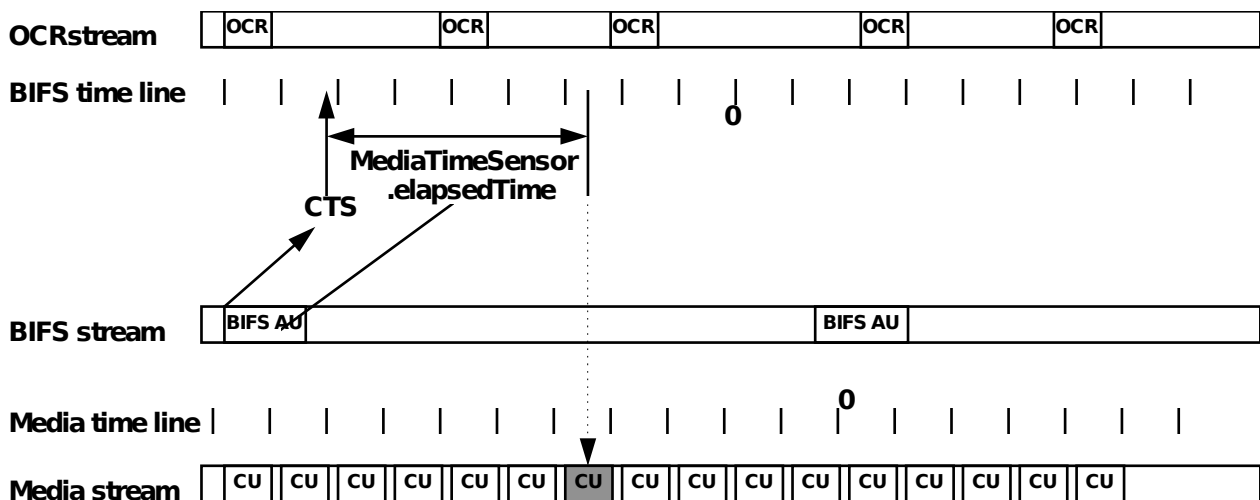 OCRstream OCR OCR OCR OCR OCR
BIFS time line
0
MediaTimeSensor
.elapsedTime
CTS
BIFS stream BIFS AU BIFS AU
0
Media time line
Media stream CU CU CU CU CU CU CU CU CU CU CU CU CU CU CU CU